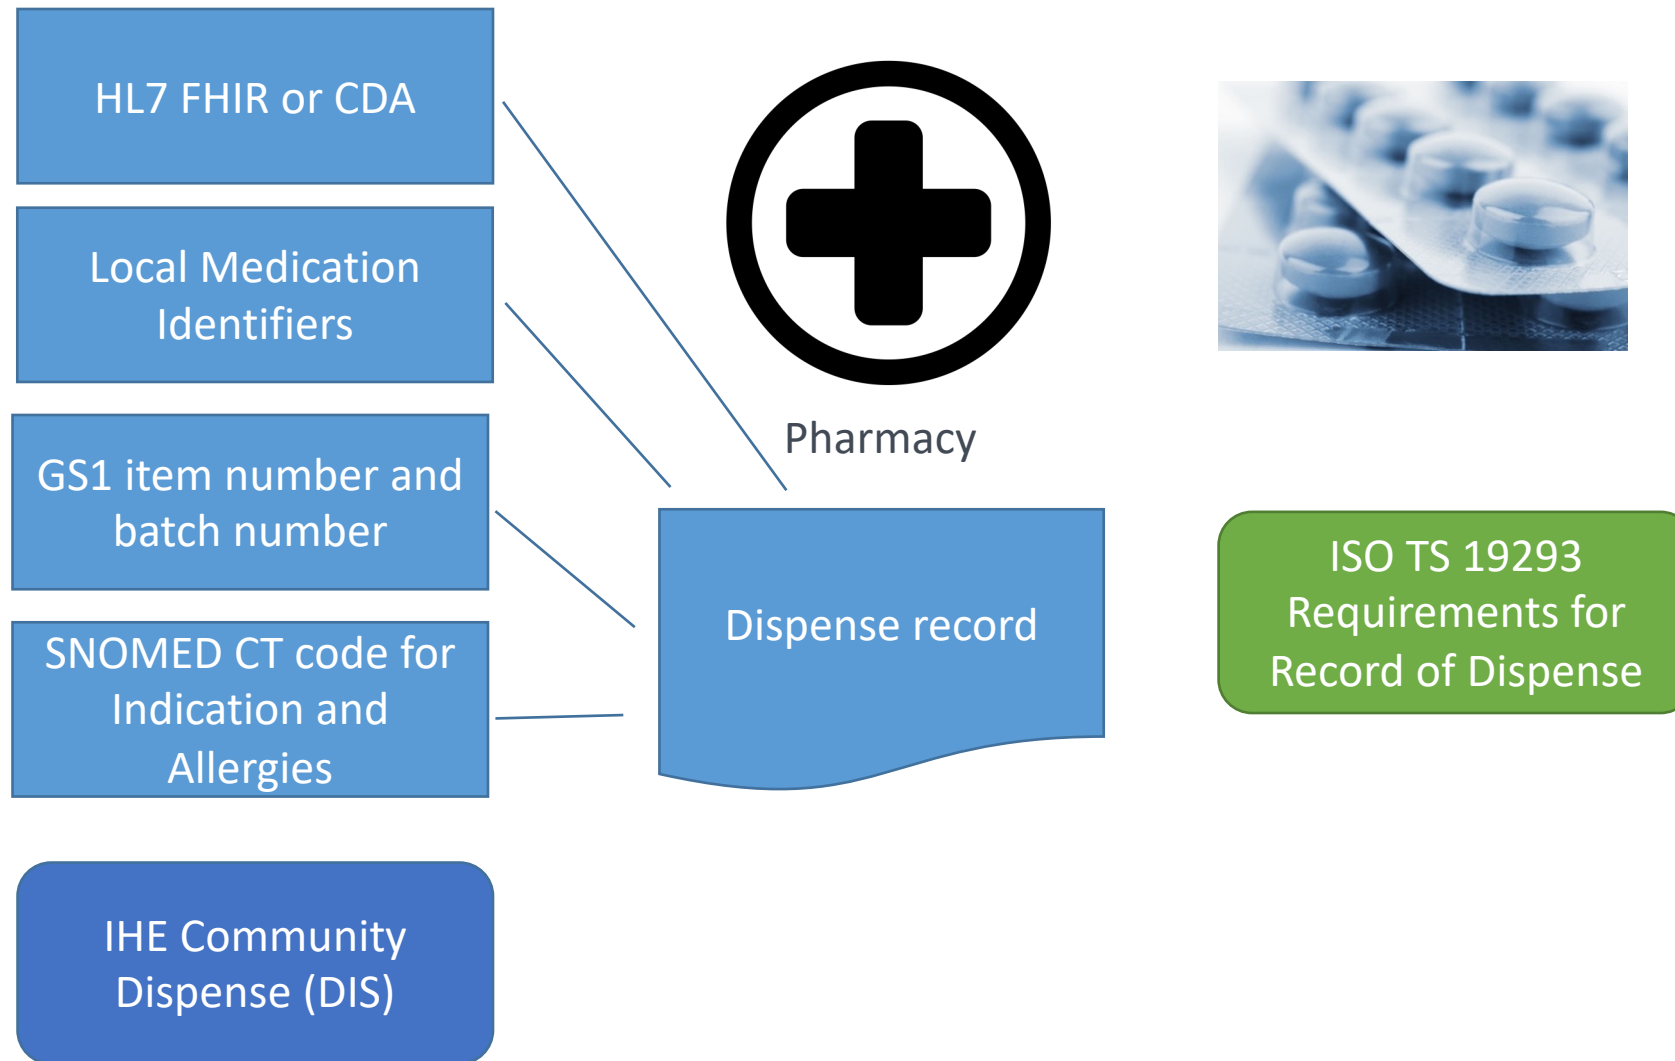 HL7 FHIR or CDA
Local Medication
Identifiers
GS1 item number and
batch number
SNOMED CT code for
Indication and
Allergies
IHE Community
Dispense (DIS)
Pharmacy
Dispense record
ISO TS 19293
Requirements for
Record of Dispense